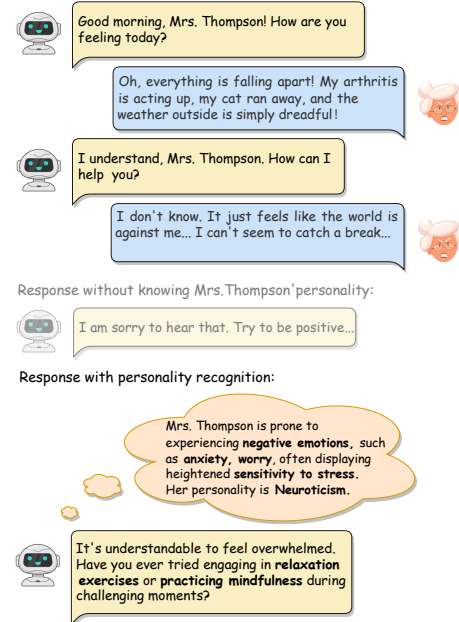 Good morning, Mrs. Thompson! How are you
feeling today?
Oh, everything is falling apart! My arthritis
is acting up, my cat ran away, and the
weather outside is simply dreadful!
I understand, Mrs. Thompson. How can I
help you?
I don't know. It just feels like the world is
against me... I can't seem to catch a break...
Response without knowing Mrs.Thompson'personality:
I am sorry to hear that. Try to be positive...
Response with personality recognition:
Mrs. Thompson is prone to
experiencing negative emotions, such
as anxiety, worry, often displaying
heightened sensitivity to stress.
Her personality is Neuroticism.
It's understandable to feel overwhelmed.
Have you ever tried engaging in relaxation
exercises or practicing mindfulness during
challenging moments?